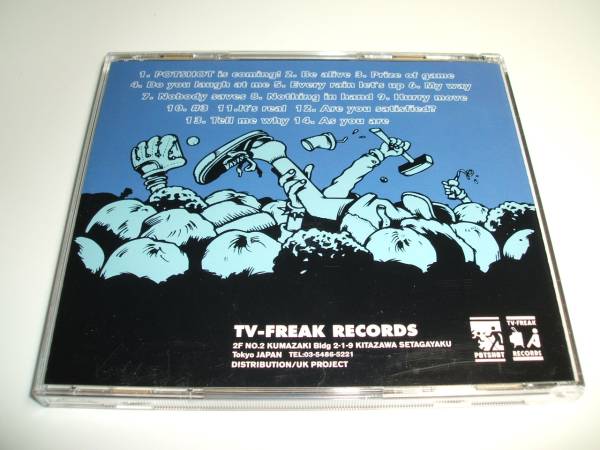 1. POTSHOT is coming! 2. Be alive 3. Prize of game
4. Do you laugh at me 5. Every rain let's up 6. My way
7. Nobody saves 8. Nothing in hand 9. Hurry move
10. #3 11. It's real 12. Are you satisfied?
13. Tell me why 14. As you are
TV-FREAK RECORDS
2F NO.2 KUMAZAKI Bldg 2-1-9 KITAZAWA SETAGAYAKU
Tokyo JAPAN TEL:03-5486-5221
DISTRIBUTION/UK PROJECT
POTSHOT
TV-FREAK
RECORDS